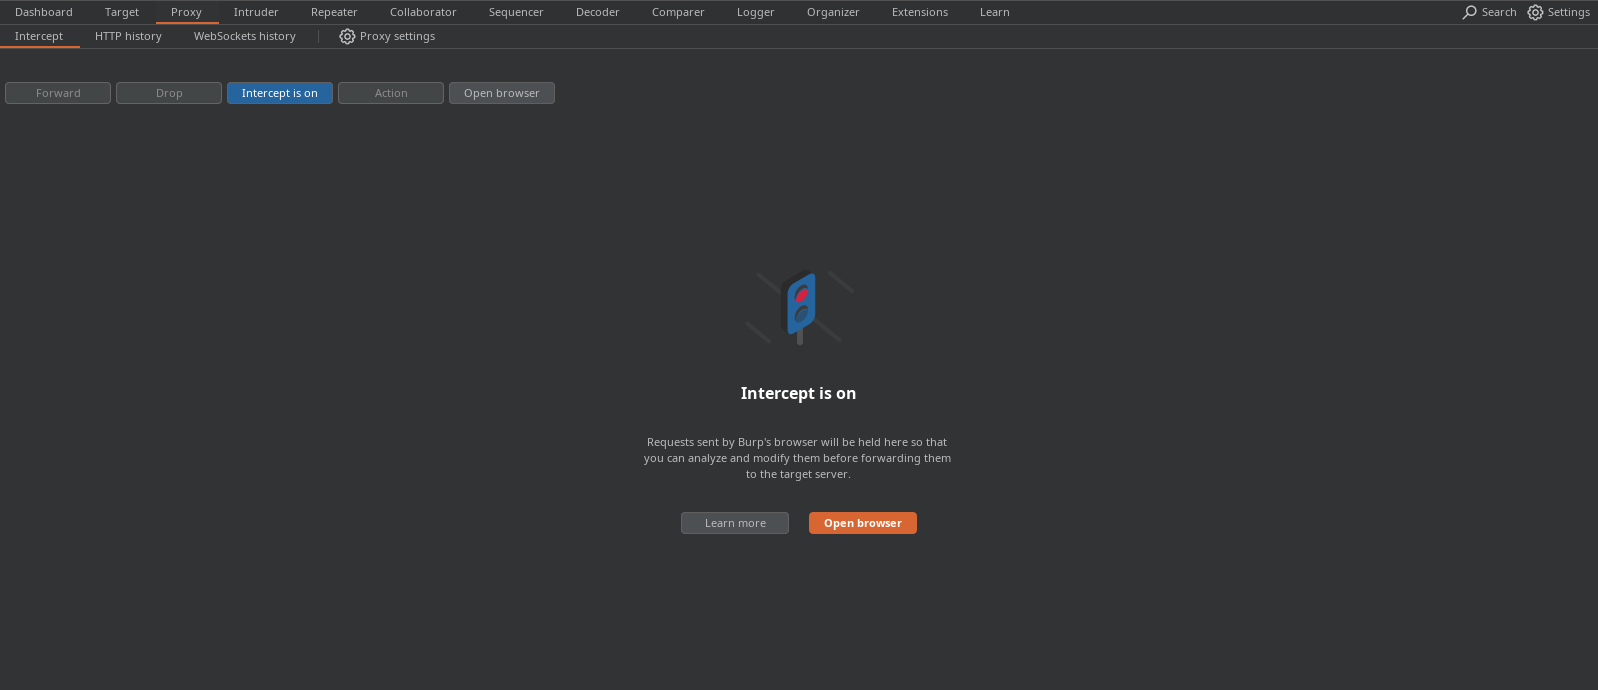 Dashboard Target Proxy Intruder Repeater Collaborator Sequencer Decoder Comparer Logger Organizer Extensions Learn Search Settings
Intercept HTTP history WebSockets history Proxy settings
Forward Drop Intercept is on Action Open browser
Intercept is on
Requests sent by Burp's browser will be held here so that
you can analyze and modify them before forwarding them
to the target server.
Learn more Open browser